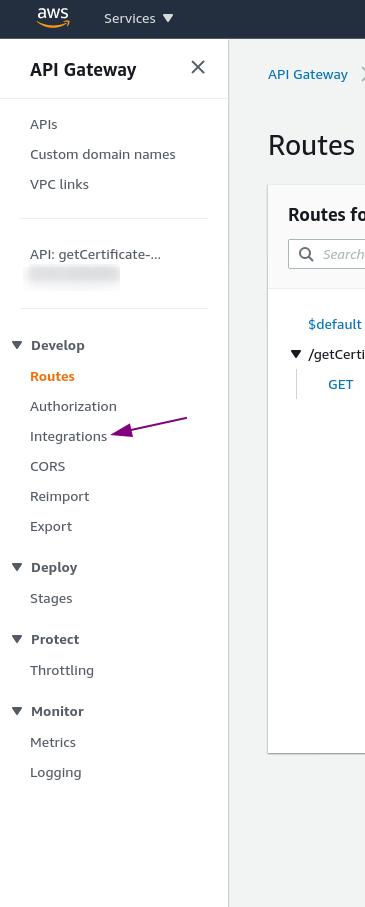 aws
Services
API Gateway
APIs
Custom domain names
VPC links
API: getCertificate-...
Develop
Routes
Authorization
Integrations
CORS
Reimport
Export
Deploy
Stages
Protect
Throttling
Monitor
Metrics
Logging
API Gateway
Routes
Routes fo
Search
$default
/getCerti
GET